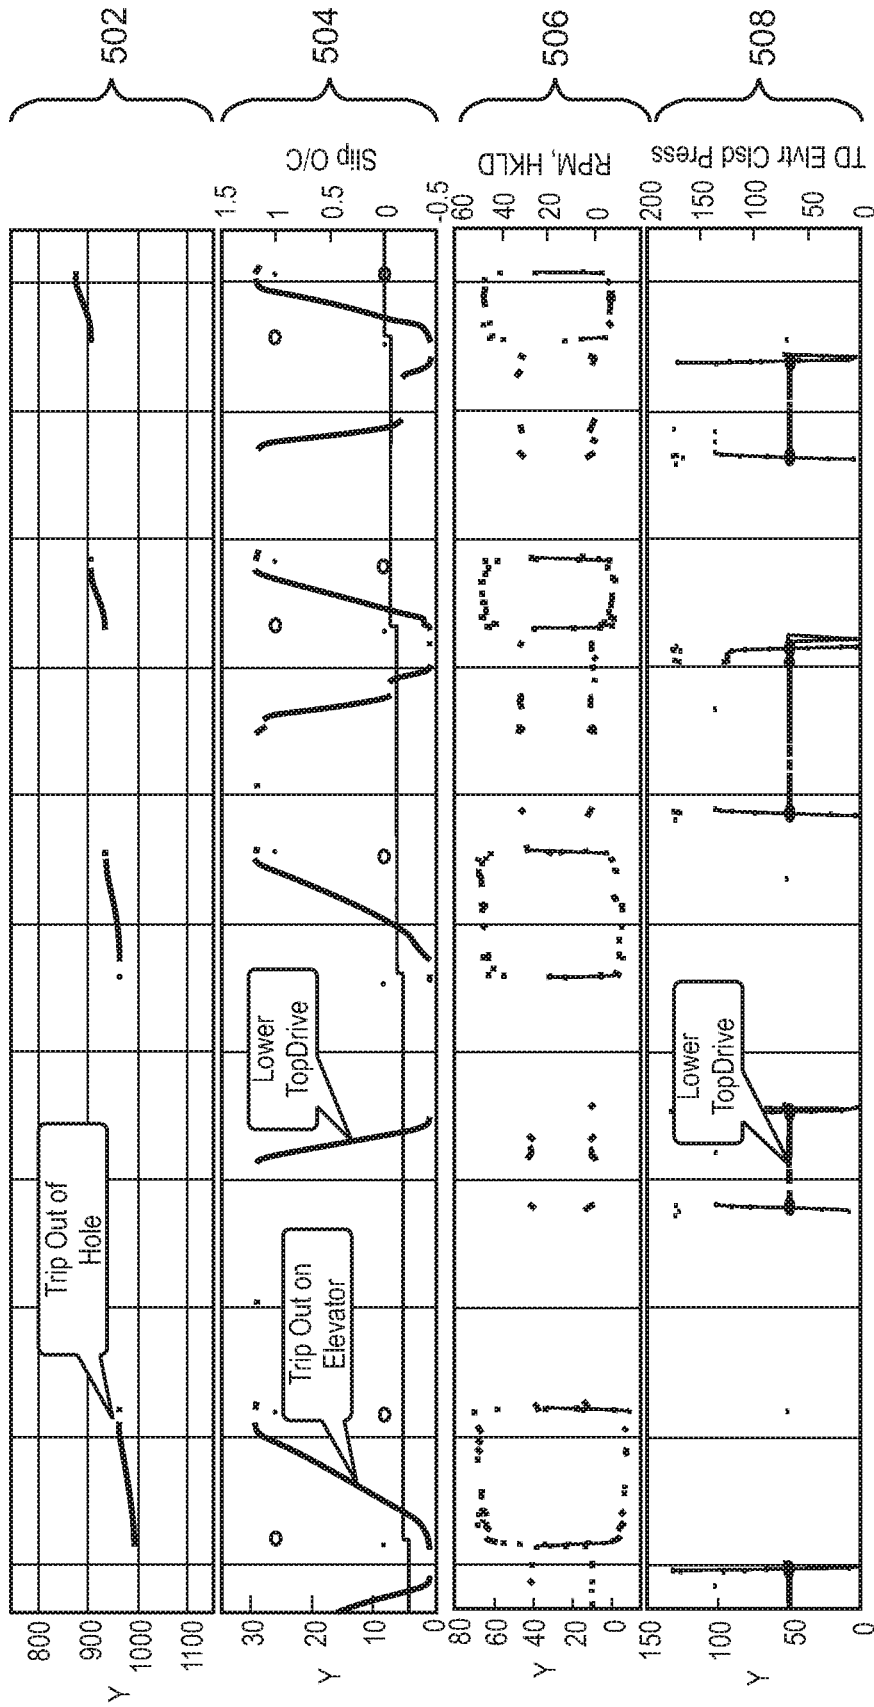 502
504
506
508
Slip O/C
RPM, HKLD
TD Elvtr Clsd Press
1.5
1
0.5
0
-0.5
60
40
20
0
200
150
100
50
0
Trip Out of
Hole
Lower
TopDrive
Trip Out on
Elevator
Lower
TopDrive
800
900
1000
1100
30
20
10
0
80
60
40
20
0
150
100
50
0
Y
Y
Y
Y